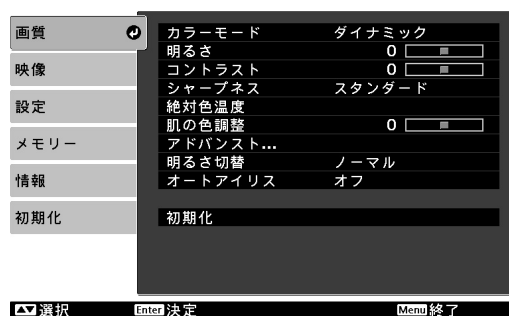 画質
映像
設定
メモリー
情報
初期化
カラーモード ダイナミック
明るさ 0
コントラスト 0
シャープネス スタンダード
絶対色温度
肌の色調整 0
アドバンスト...
明るさ切替 ノーマル
オートアイリス オフ
初期化
選択 Enter 決定 Menu 終了